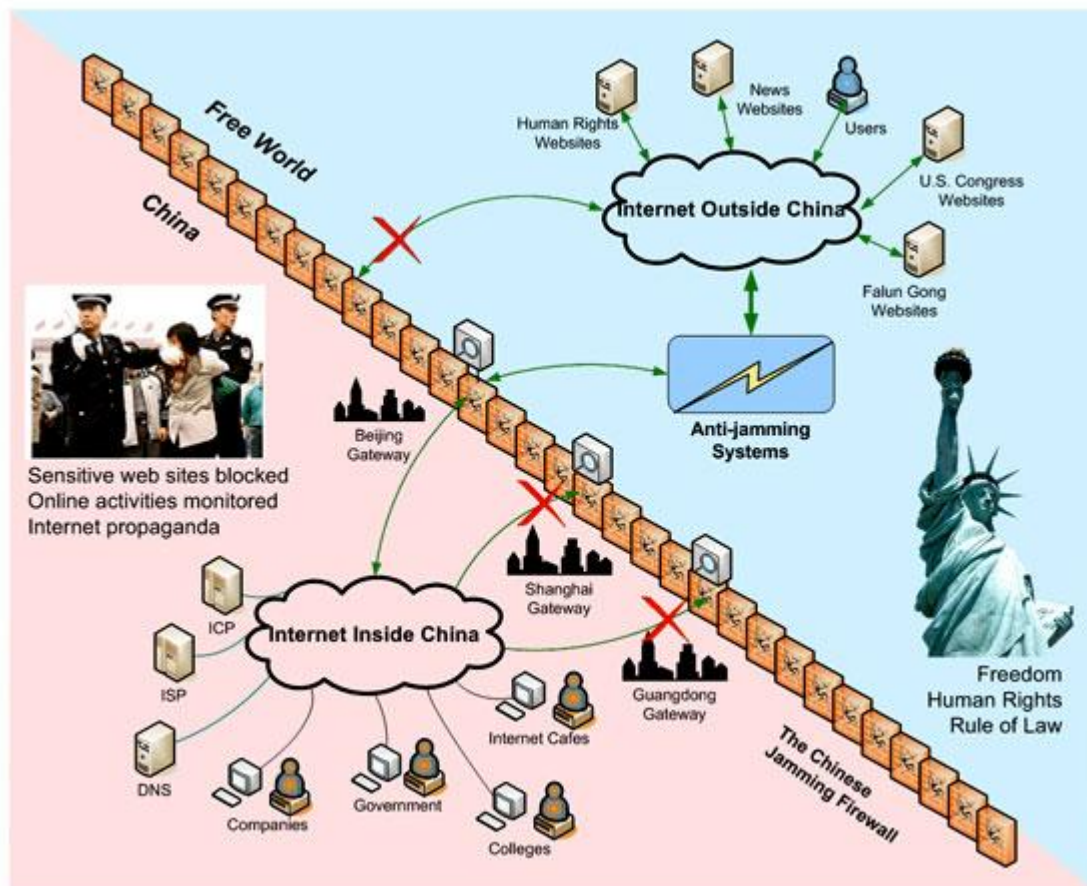 Free World
China
Human Rights
Websites
News
Websites
Users
U.S. Congress
Websites
Internet Outside China
Falun Gong
Websites
Anti-jamming
Systems
Beijing
Gateway
Sensitive web sites blocked
Online activities monitored
Internet propaganda
Shanghai
Gateway
Guangdong
Gateway
Internet Inside China
ICP
ISP
DNS
Companies
Government
Colleges
Internet Cafes
Freedom
Human Rights
Rule of Law
The Chinese
Jamming Firewall